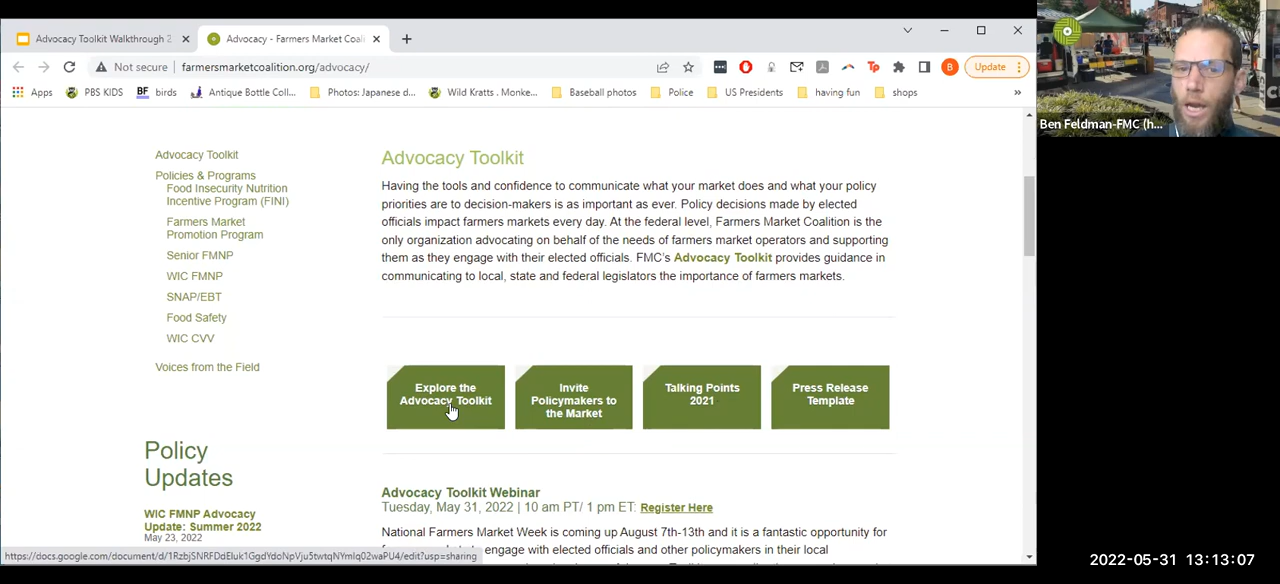 Advocacy Toolkit Walkthrough 2
Advocacy - Farmers Market Coali
Not secure
farmersmarketcoalition.org/advocacy/
Tp
B
Update
Apps
PBS KIDS
BF birds
Antique Bottle Coll...
Photos: Japanese d...
Wild Kratts . Monke...
Baseball photos
Police
US Presidents
having fun
shops
»
Ben Feldman-FMC (h...
Advocacy Toolkit
Policies & Programs
Food Insecurity Nutrition
Incentive Program (FINI)
Farmers Market
Promotion Program
Senior FMNP
WIC FMNP
SNAP/EBT
Food Safety
WIC CVV
Voices from the Field
Policy
Updates
WIC FMNP Advocacy
Update: Summer 2022
May 23, 2022
Advocacy Toolkit
Having the tools and confidence to communicate what your market does and what your policy
priorities are to decision-makers is as important as ever. Policy decisions made by elected
officials impact farmers markets every day. At the federal level, Farmers Market Coalition is the
only organization advocating on behalf of the needs of farmers market operators and supporting
them as they engage with their elected officials. FMC's Advocacy Toolkit provides guidance in
communicating to local, state and federal legislators the importance of farmers markets.
Explore the
Advocacy Toolkit
Invite
Policymakers to
the Market
Talking Points
2021
Press Release
Template
Advocacy Toolkit Webinar
Tuesday, May 31, 2022 | 10 am PT/ 1 pm ET: Register Here
National Farmers Market Week is coming up August 7th-13th and it is a fantastic opportunity for
engage with elected officials and other policymakers in their local
2022-05-31 13:13:07